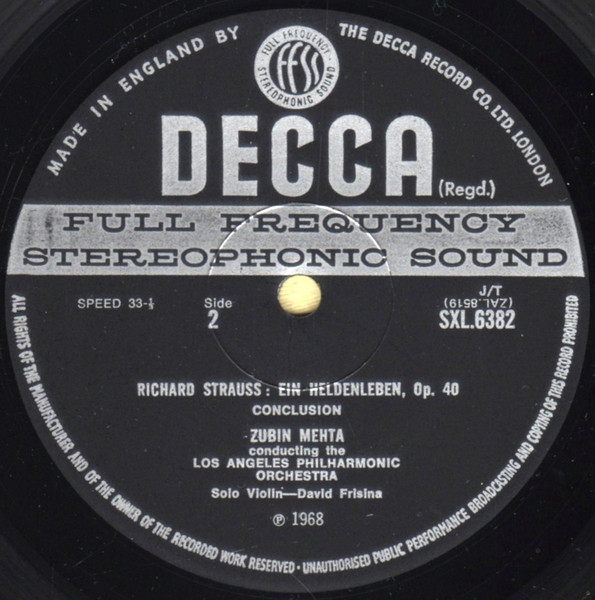 MADE IN ENGLAND BY
THE DECCA RECORD CO. LTD. LONDON
FULL FREQUENCY
ffss
STEREOPHONIC SOUND
DECCA (Regd.)
FULL FREQUENCY
STEREOPHONIC SOUND
J/T
SPEED 33-⅓
Side
(ZAL.8519)
2
SXL.6382
RICHARD STRAUSS: EIN HELDENLEBEN, Op. 40
CONCLUSION
ZUBIN MEHTA
conducting the
LOS ANGELES PHILHARMONIC
ORCHESTRA
Solo Violin—David Frisina
℗ 1968
ALL RIGHTS OF THE MANUFACTURER AND OF THE OWNER OF THE RECORDED WORK RESERVED · UNAUTHORISED PUBLIC PERFORMANCE BROADCASTING AND COPYING OF THIS RECORD PROHIBITED